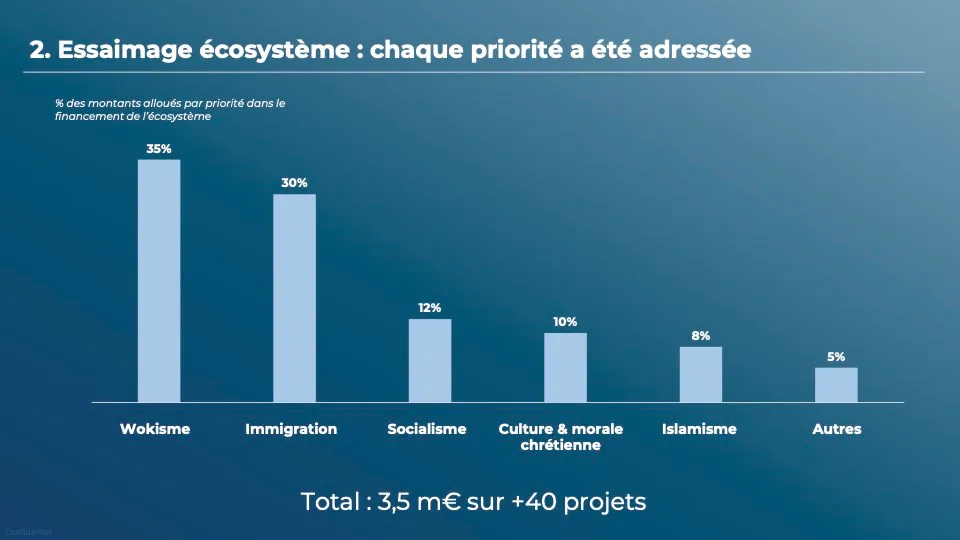 2. Essaimage écosystème : chaque priorité a été adressée
% des montants alloués par priorité dans le
financement de l'écosystème
35%
30%
12%
10%
8%
5%
Wokisme
Immigration
Socialisme
Culture & morale
chrétienne
Islamisme
Autres
Total : 3,5 m€ sur +40 projets
Confidentiel